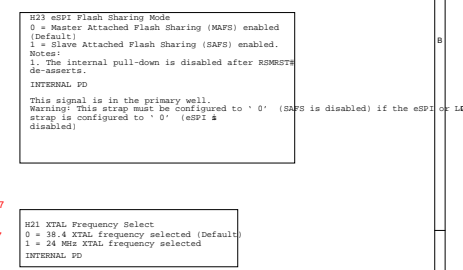 H23 eSPI Flash Sharing Mode
0 = Master Attached Flash Sharing (MAFS) enabled
(Default)
1 = Slave Attached Flash Sharing (SAFS) enabled.
Notes:
1. The internal pull-down is disabled after RSMRST#
de-asserts.
INTERNAL PD
This signal is in the primary well.
Warning: This strap must be configured to ‘ 0’ (SAFS is disabled) if the eSPI or
strap is configured to ‘ 0’ (eSPI is
disabled)
B
7
H21 XTAL Frequency Select
0 = 38.4 XTAL frequency selected (Default)
1 = 24 MHz XTAL frequency selected
INTERNAL PD